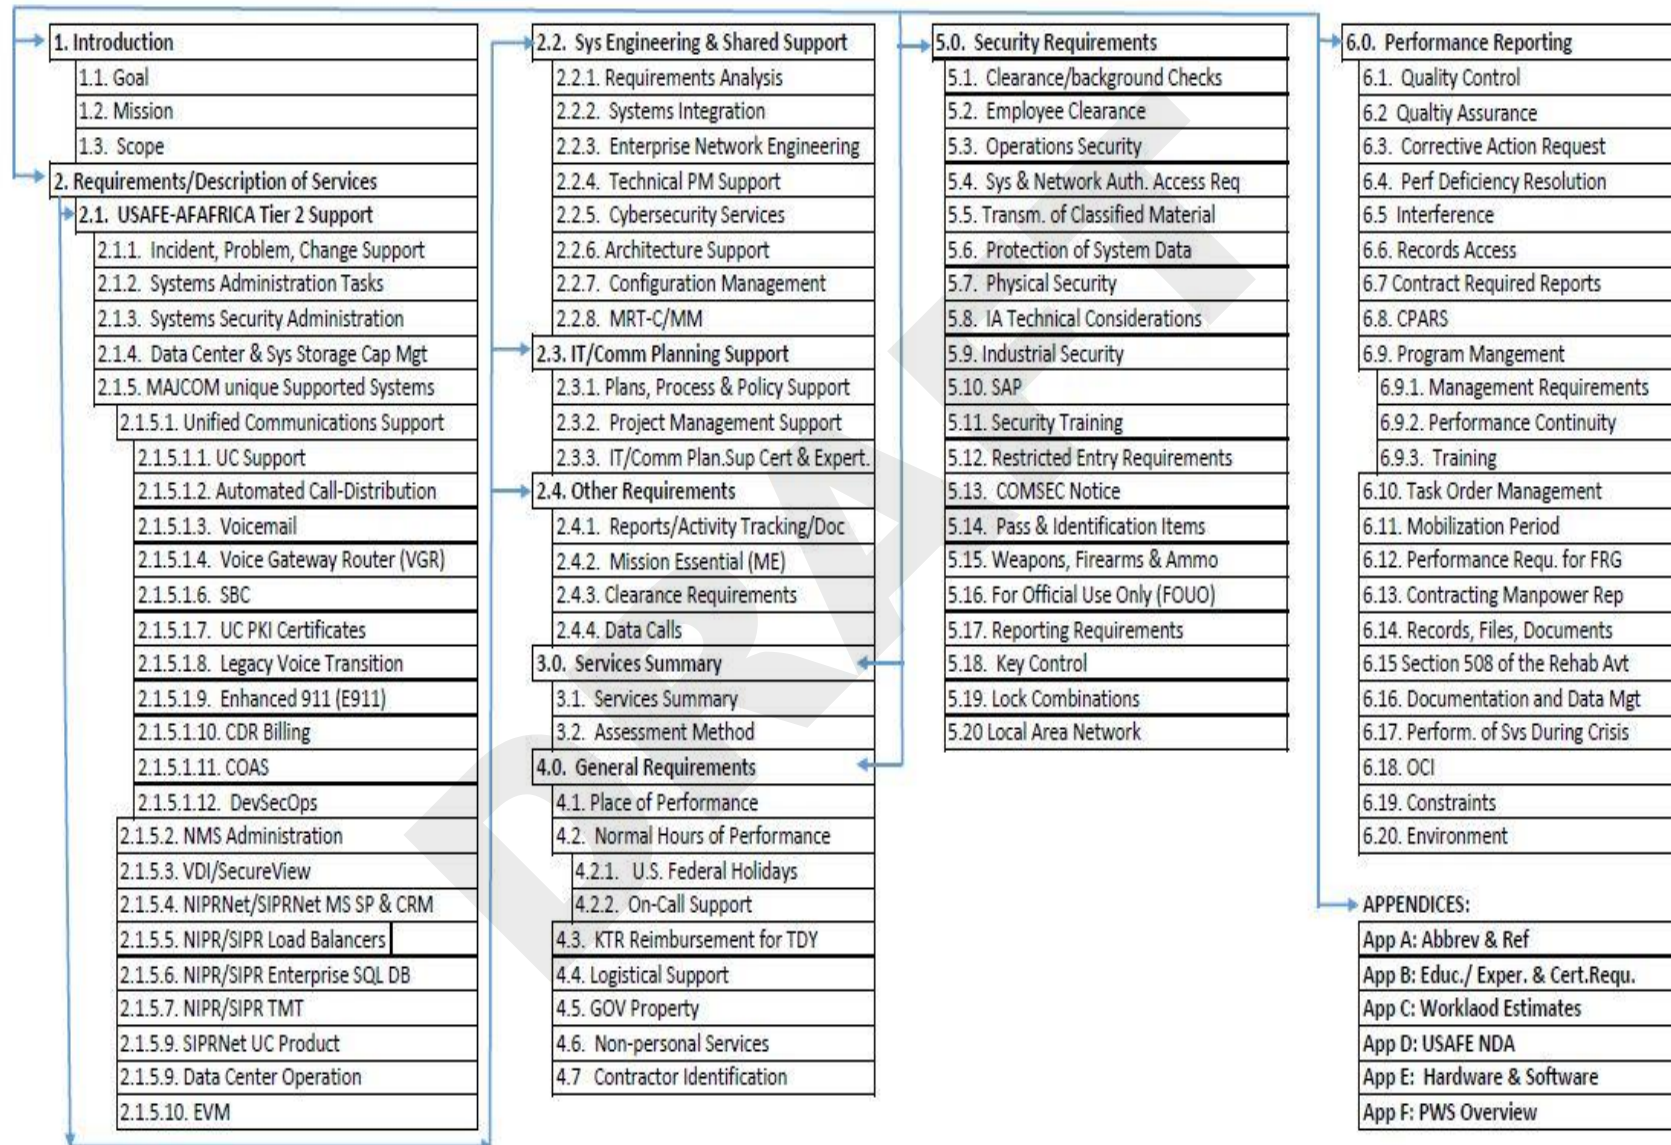 1. Introduction
1.1. Goal
1.2. Mission
1.3. Scope
2. Requirements/Description of Services
2.1. USAFE-AFAFRICA Tier 2 Support
2.1.1. Incident, Problem, Change Support
2.1.2. Systems Administration Tasks
2.1.3. Systems Security Administration
2.1.4. Data Center & Sys Storage Cap Mgt
2.1.5. MAJCOM unique Supported Systems
2.1.5.1. Unified Communications Support
2.1.5.1.1. UC Support
2.1.5.1.2. Automated Call-Distribution
2.1.5.1.3. Voicemail
2.1.5.1.4. Voice Gateway Router (VGR)
2.1.5.1.6. SBC
2.1.5.1.7. UC PKI Certificates
2.1.5.1.8. Legacy Voice Transition
2.1.5.1.9. Enhanced 911 (E911)
2.1.5.1.10. CDR Billing
2.1.5.1.11. COAS
2.1.5.1.12. DevSecOps
2.1.5.2. NMS Administration
2.1.5.3. VDI/SecureView
2.1.5.4. NIPRNet/SIPRNet MS SP & CRM
2.1.5.5. NIPR/SIPR Load Balancers
2.1.5.6. NIPR/SIPR Enterprise SQL DB
2.1.5.7. NIPR/SIPR TMT
2.1.5.9. SIPRNet UC Product
2.1.5.9. Data Center Operation
2.1.5.10. EVM
2.2. Sys Engineering & Shared Support
2.2.1. Requirements Analysis
2.2.2. Systems Integration
2.2.3. Enterprise Network Engineering
2.2.4. Technical PM Support
2.2.5. Cybersecurity Services
2.2.6. Architecture Support
2.2.7. Configuration Management
2.2.8. MRT-C/MM
2.3. IT/Comm Planning Support
2.3.1. Plans, Process & Policy Support
2.3.2. Project Management Support
2.3.3. IT/Comm Plan.Sup Cert & Expert.
2.4. Other Requirements
2.4.1. Reports/Activity Tracking/Doc
2.4.2. Mission Essential (ME)
2.4.3. Clearance Requirements
2.4.4. Data Calls
3.0. Services Summary
3.1. Services Summary
3.2. Assessment Method
4.0. General Requirements
4.1. Place of Performance
4.2. Normal Hours of Performance
4.2.1. U.S. Federal Holidays
4.2.2. On-Call Support
4.3. KTR Reimbursement for TDY
4.4. Logistical Support
4.5. GOV Property
4.6. Non-personal Services
4.7 Contractor Identification
5.0. Security Requirements
5.1. Clearance/background Checks
5.2. Employee Clearance
5.3. Operations Security
5.4. Sys & Network Auth. Access Req
5.5. Transm. of Classified Material
5.6. Protection of System Data
5.7. Physical Security
5.8. IA Technical Considerations
5.9. Industrial Security
5.10. SAP
5.11. Security Training
5.12. Restricted Entry Requirements
5.13. COMSEC Notice
5.14. Pass & Identification Items
5.15. Weapons, Firearms & Ammo
5.16. For Official Use Only (FOUO)
5.17. Reporting Requirements
5.18. Key Control
5.19. Lock Combinations
5.20 Local Area Network
6.0. Performance Reporting
6.1. Quality Control
6.2 Qualtiy Assurance
6.3. Corrective Action Request
6.4. Perf Deficiency Resolution
6.5 Interference
6.6. Records Access
6.7 Contract Required Reports
6.8. CPARS
6.9. Program Mangement
6.9.1. Management Requirements
6.9.2. Performance Continuity
6.9.3. Training
6.10. Task Order Management
6.11. Mobilization Period
6.12. Performance Requ. for FRG
6.13. Contracting Manpower Rep
6.14. Records, Files, Documents
6.15 Section 508 of the Rehab Avt
6.16. Documentation and Data Mgt
6.17. Perform. of Svs During Crisis
6.18. OCI
6.19. Constraints
6.20. Environment
APPENDICES:
App A: Abbrev & Ref
App B: Educ./ Exper. & Cert.Requ.
App C: Worklaod Estimates
App D: USAFE NDA
App E: Hardware & Software
App F: PWS Overview
DRAFT